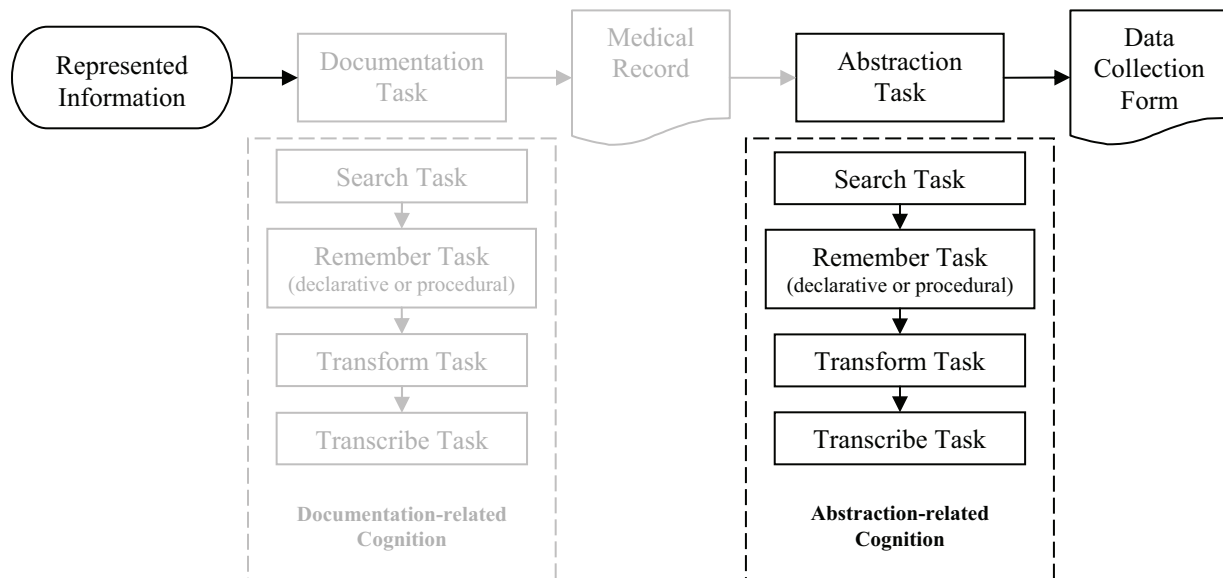 Represented
Information
Documentation
Task
Medical
Record
Abstraction
Task
Data
Collection
Form
Search Task
Remember Task
(declarative or procedural)
Transform Task
Transcribe Task
Documentation-related
Cognition
Search Task
Remember Task
(declarative or procedural)
Transform Task
Transcribe Task
Abstraction-related
Cognition